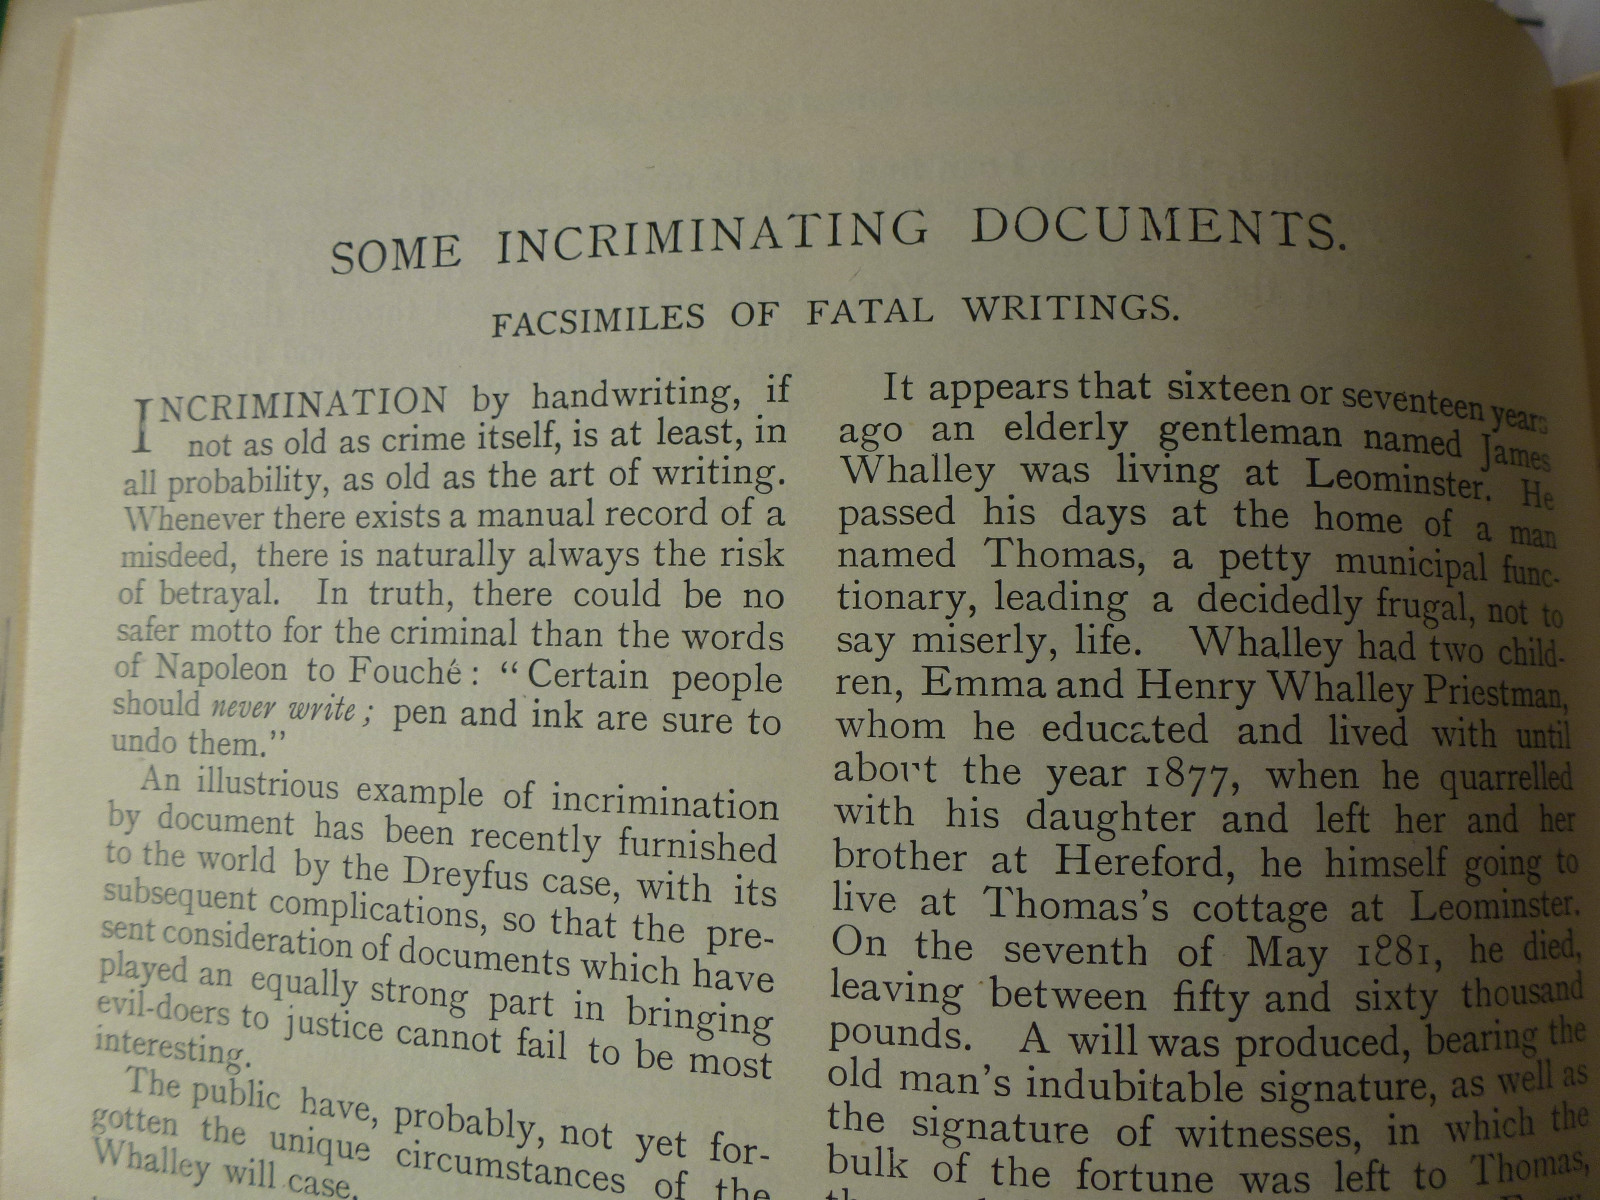 SOME INCRIMINATING DOCUMENTS.
FACSIMILES OF FATAL WRITINGS.
INCRIMINATION by handwriting, if
not as old as crime itself, is at least, in
all probability, as old as the art of writing.
Whenever there exists a manual record of a
misdeed, there is naturally always the risk
of betrayal. In truth, there could be no
safer motto for the criminal than the words
of Napoleon to Fouché: "Certain people
should never write; pen and ink are sure to
undo them."
An illustrious example of incrimination
by document has been recently furnished
to the world by the Dreyfus case, with its
subsequent complications, so that the pre-
sent consideration of documents which have
played an equally strong part in bringing
evil-doers to justice cannot fail to be most
interesting.
The public have, probably, not yet for-
gotten the unique circumstances of the
Whalley will case.
It appears that sixteen or seventeen years
ago an elderly gentleman named James
Whalley was living at Leominster. He
passed his days at the home of a man
named Thomas, a petty municipal func-
tionary, leading a decidedly frugal, not to
say miserly, life. Whalley had two child-
ren, Emma and Henry Whalley Priestman,
whom he educated and lived with until
about the year 1877, when he quarrelled
with his daughter and left her and her
brother at Hereford, he himself going to
live at Thomas's cottage at Leominster.
On the seventh of May 1881, he died,
leaving between fifty and sixty thousand
pounds. A will was produced, bearing the
old man's indubitable signature, as well as
the signature of witnesses, in which the
bulk of the fortune was left to Thomas,